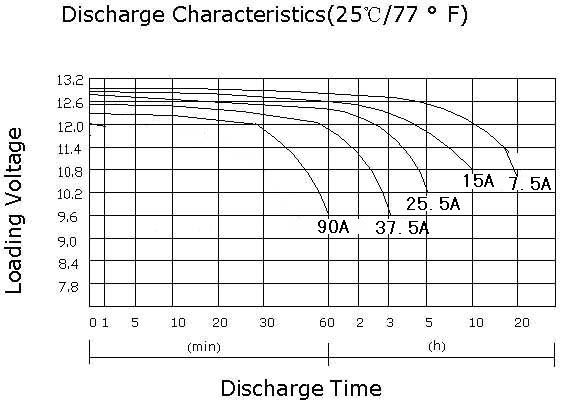 Discharge Characteristics(25℃/77 ° F)
13.2
12.6
12.0
11.4
10.8
10.2
9.6
9.0
8.4
7.8
Loading Voltage
90A
37.5A
25.5A
15A
7.5A
0 1 5 10 20 30 60 2 3 5 10 20
(min) (h)
Discharge Time